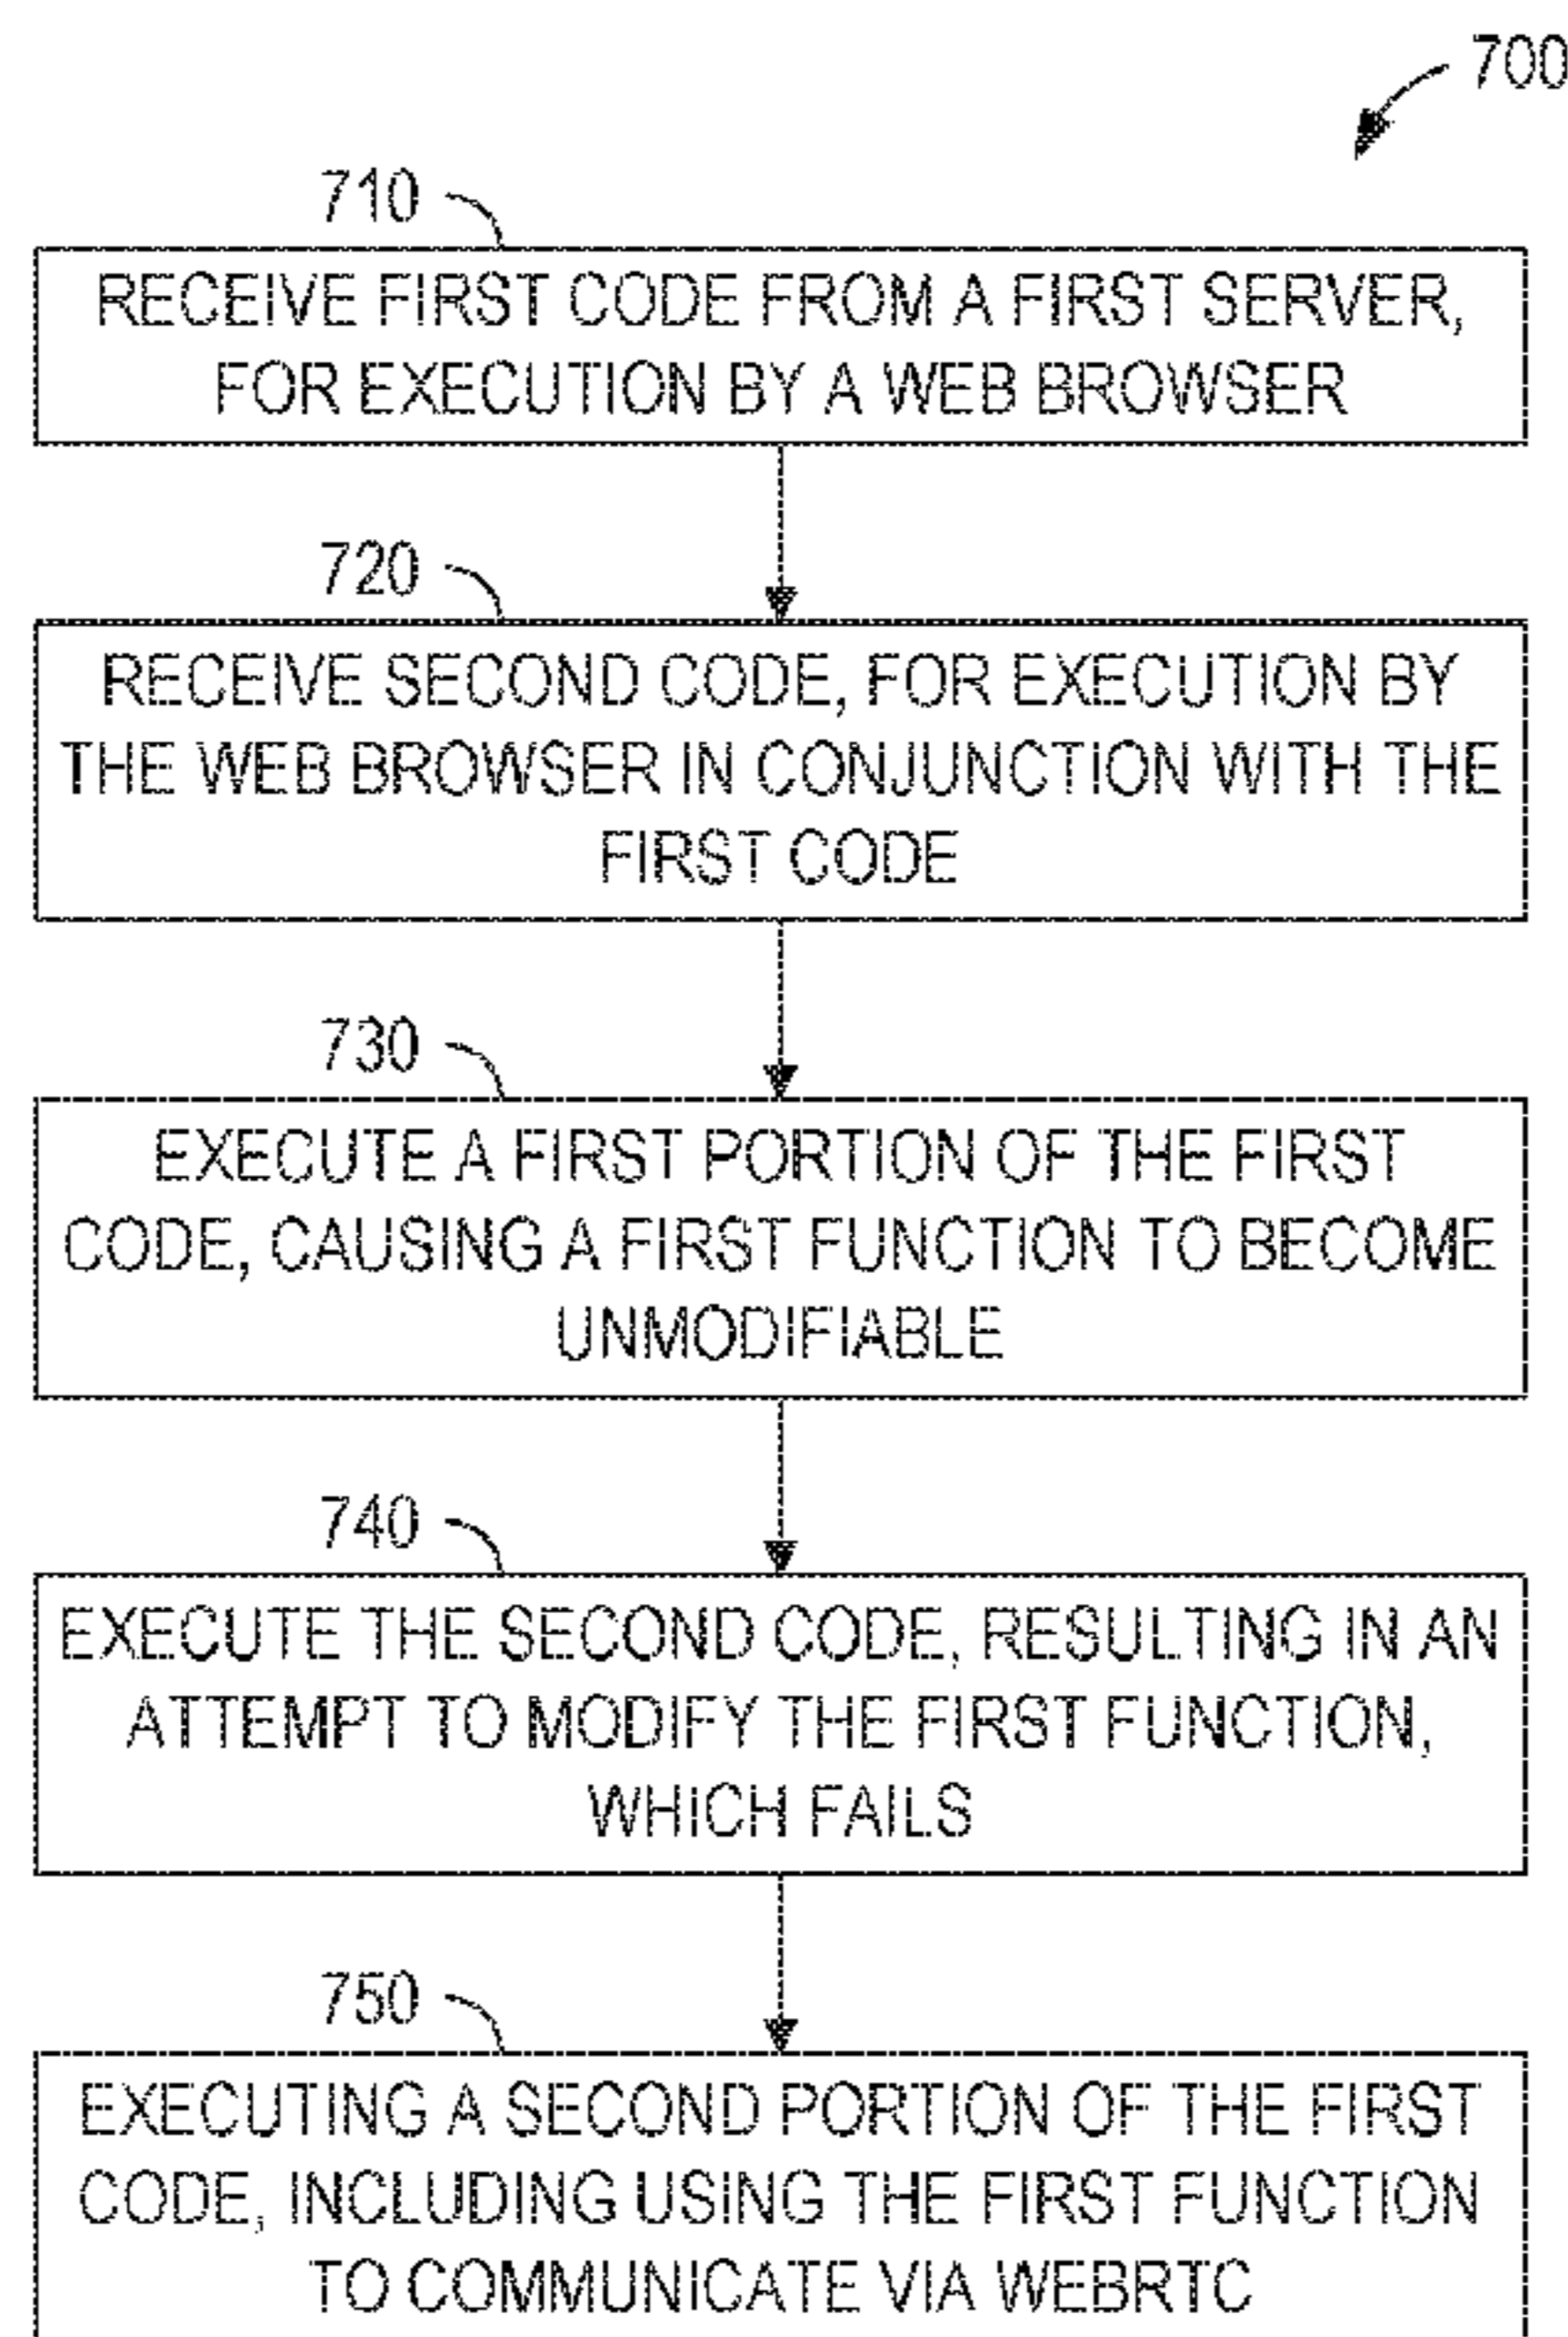 700
710
RECEIVE FIRST CODE FROM A FIRST SERVER,
FOR EXECUTION BY A WEB BROWSER
720
RECEIVE SECOND CODE, FOR EXECUTION BY
THE WEB BROWSER IN CONJUNCTION WITH THE
FIRST CODE
730
EXECUTE A FIRST PORTION OF THE FIRST
CODE, CAUSING A FIRST FUNCTION TO BECOME
UNMODIFIABLE
740
EXECUTE THE SECOND CODE, RESULTING IN AN
ATTEMPT TO MODIFY THE FIRST FUNCTION,
WHICH FAILS
750
EXECUTING A SECOND PORTION OF THE FIRST
CODE, INCLUDING USING THE FIRST FUNCTION
TO COMMUNICATE VIA WEBRTC